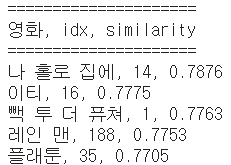 ====================
영화, idx, similarity
====================
나 홀로 집에, 14, 0.7876
이티, 16, 0.7775
빽 투 더 퓨쳐, 1, 0.7763
레인 맨, 188, 0.7753
플래툰, 35, 0.7705